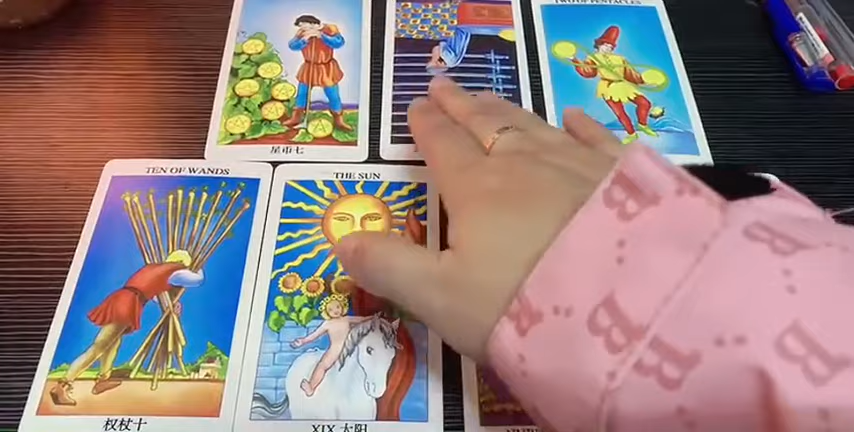 TWO OF PENTACLES
星币七
TEN OF WANDS
THE SUN
权杖十
XIX 太阳
B
B
B
B
B
B